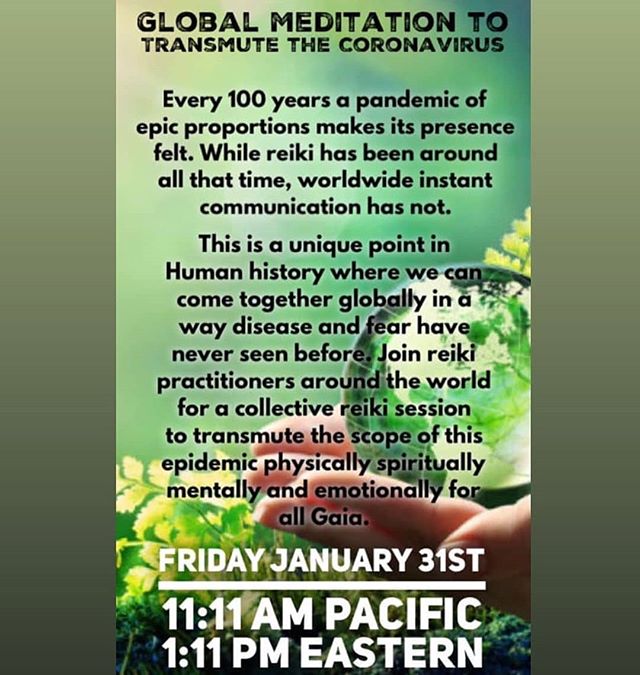 GLOBAL MEDITATION TO
TRANSMUTE THE CORONAVIRUS
Every 100 years a pandemic of
epic proportions makes its presence
felt. While reiki has been around
all that time, worldwide instant
communication has not.
This is a unique point in
Human history where we can
come together globally in a
way disease and fear have
never seen before. Join reiki
practitioners around the world
for a collective reiki session
to transmute the scope of this
epidemic physically spiritually
mentally and emotionally for
all Gaia.
FRIDAY JANUARY 31ST
11:11 AM PACIFIC
1:11 PM EASTERN